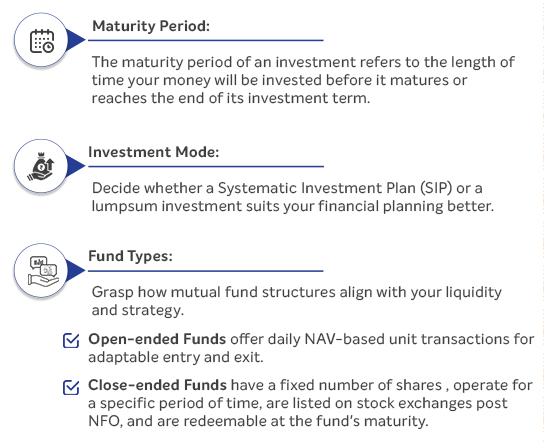 Maturity Period:
The maturity period of an investment refers to the length of
time your money will be invested before it matures or
reaches the end of its investment term.
Investment Mode:
Decide whether a Systematic Investment Plan (SIP) or a
lumpsum investment suits your financial planning better.
Fund Types:
Grasp how mutual fund structures align with your liquidity
and strategy.
Open-ended Funds offer daily NAV-based unit transactions for
adaptable entry and exit.
Close-ended Funds have a fixed number of shares , operate for
a specific period of time, are listed on stock exchanges post
NFO, and are redeemable at the fund's maturity.